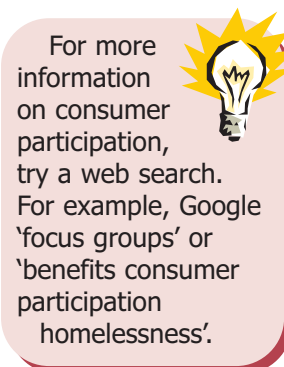 For more
information
on consumer
participation,
try a web search.
For example, Google
‘focus groups’ or
‘benefits consumer
participation
homelessness’.